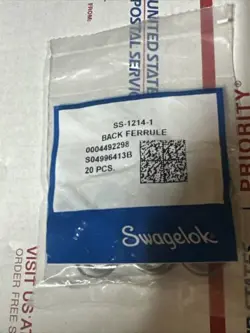 FROM:
UNITED STATES
POSTAL SERVICE
SS-1214-1
BACK FERRULE
0004492298
S04996413B
20 PCS.
Swagelok
VISIT US AT
ORDER FREE S